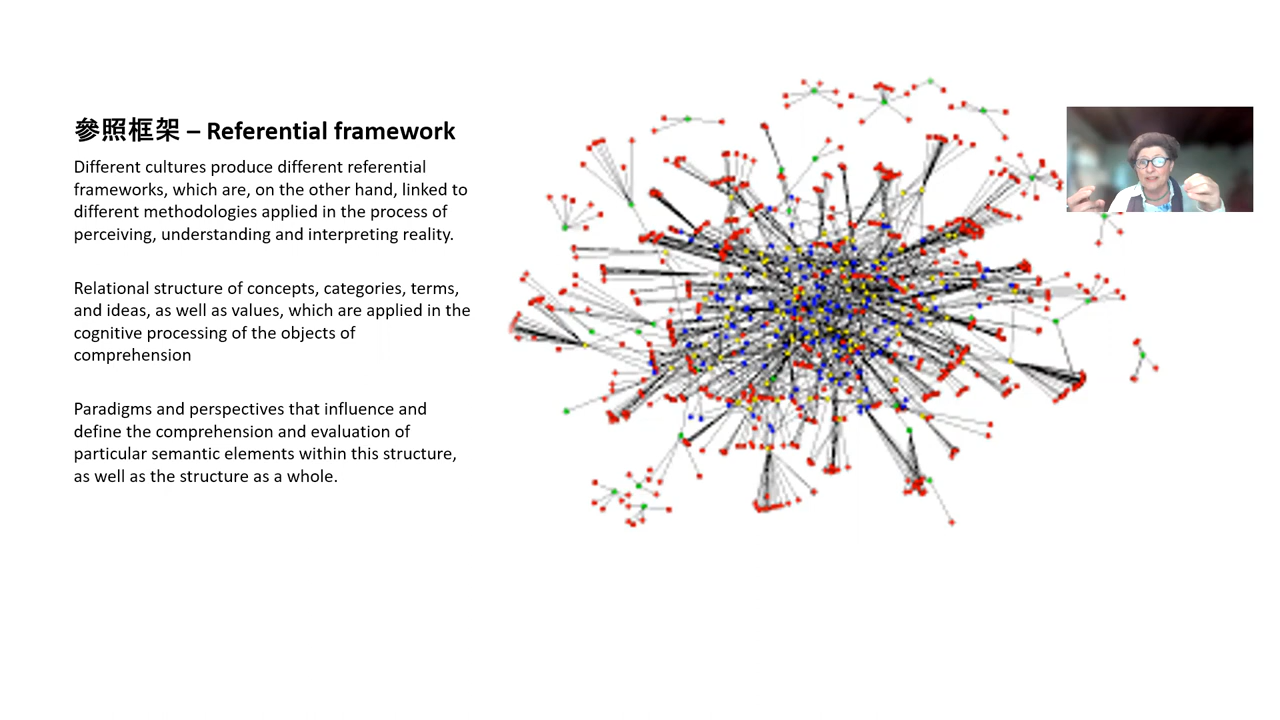 參照框架 – Referential framework
Different cultures produce different referential
frameworks, which are, on the other hand, linked to
different methodologies applied in the process of
perceiving, understanding and interpreting reality.
Relational structure of concepts, categories, terms,
and ideas, as well as values, which are applied in the
cognitive processing of the objects of
comprehension
Paradigms and perspectives that influence and
define the comprehension and evaluation of
particular semantic elements within this structure,
as well as the structure as a whole.